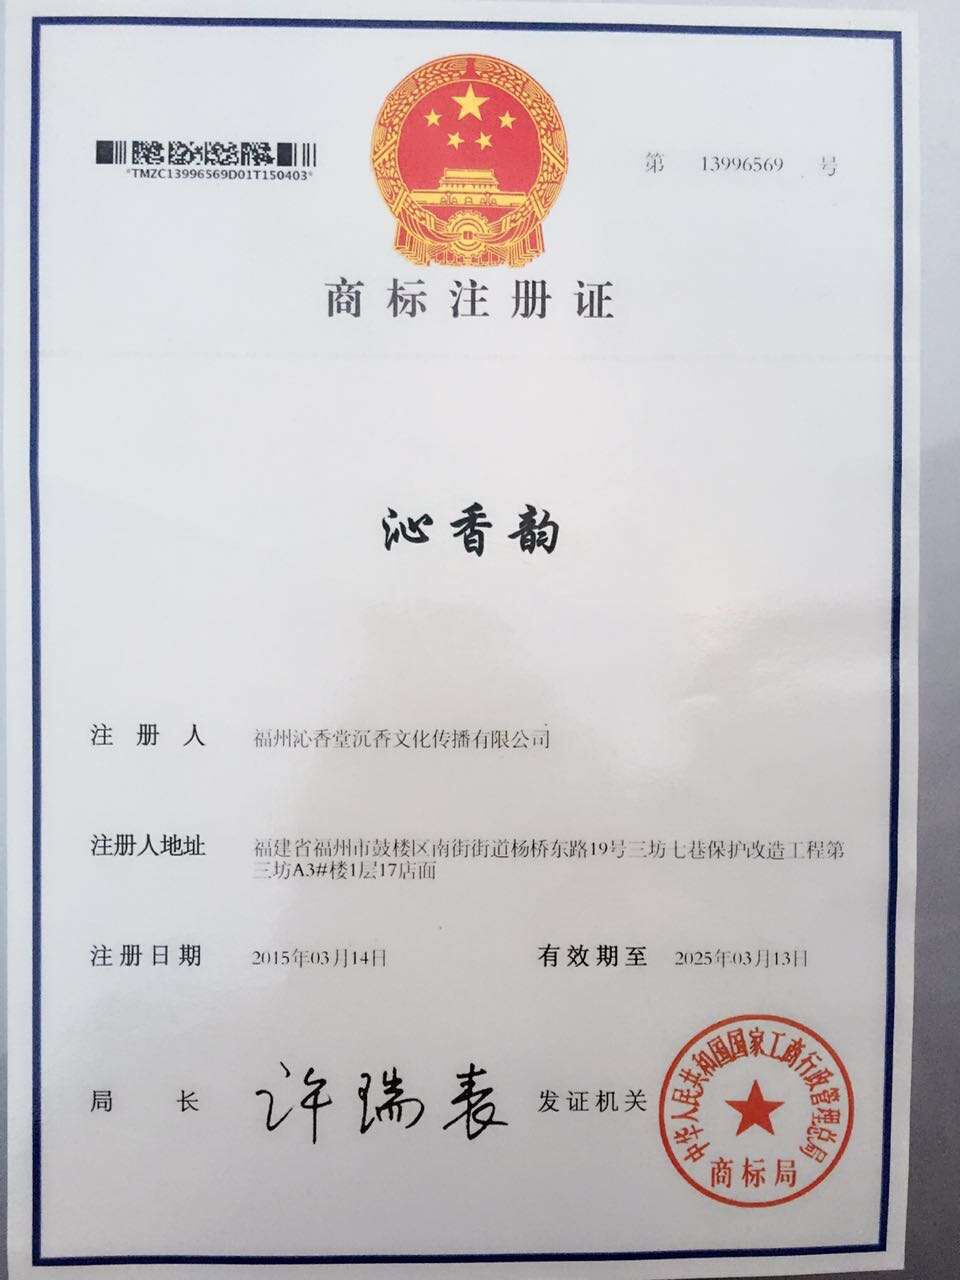 *TMZC13996569D01T150403*
第 13996569 号
商标注册证
沁香韵
注册人 福州沁香堂沉香文化传播有限公司
注册人地址 福建省福州市鼓楼区南街街道杨桥东路19号三坊七巷保护改造工程第
三坊A3#楼1层17店面
注册日期 2015年03月14日 有效期至 2025年03月13日
局长 许瑞表 发证机关
中华人民共和国国家工商行政管理总局
商标局